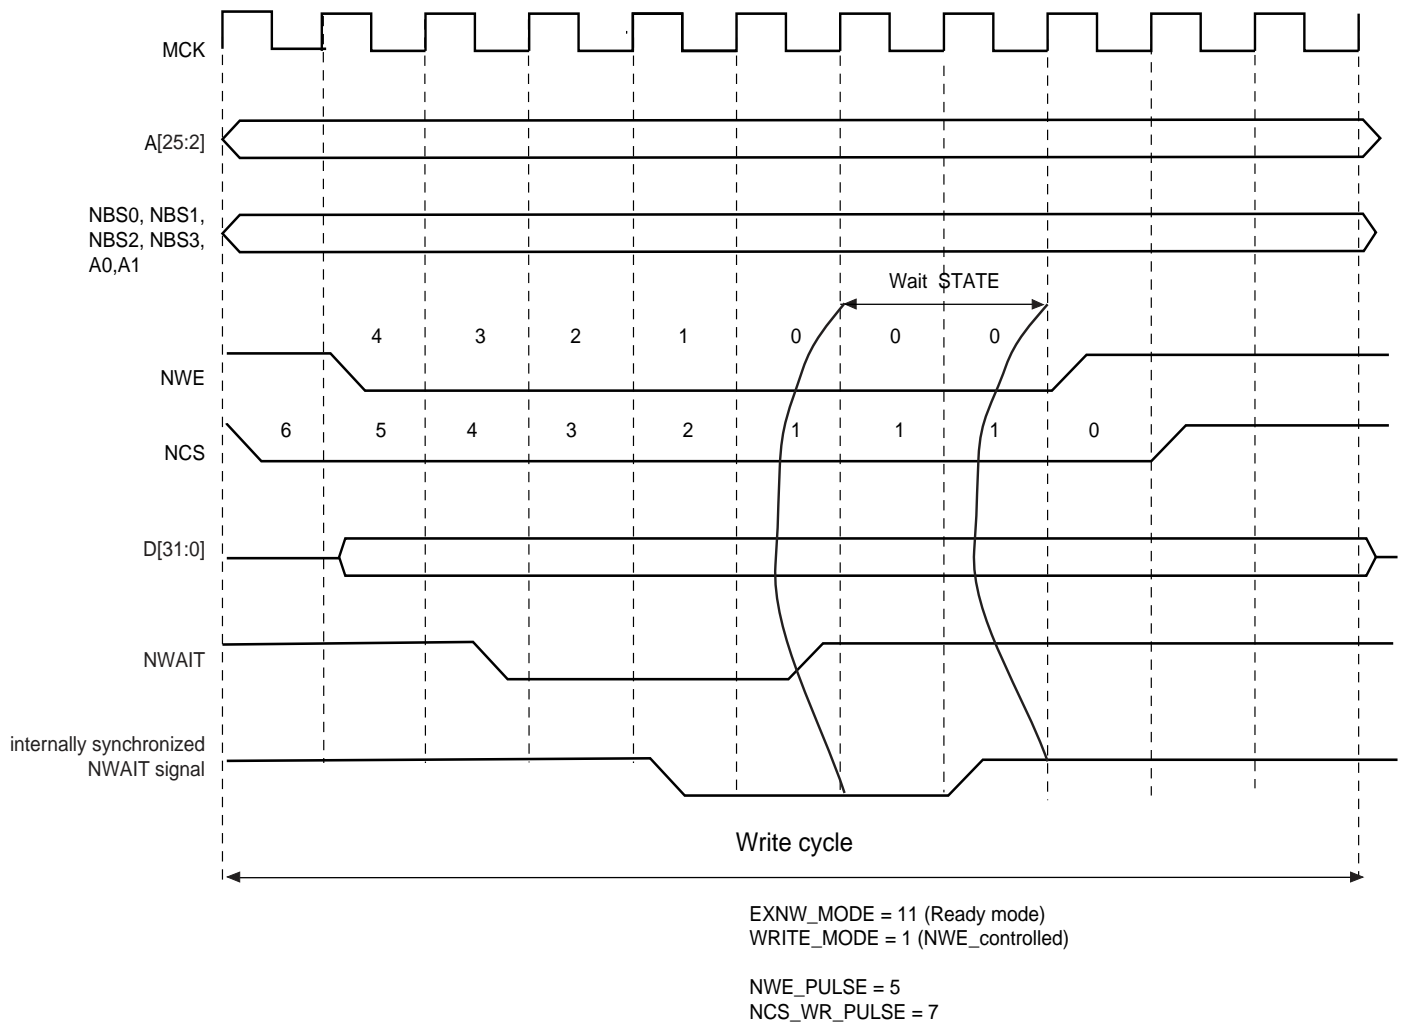 MCK
A[25:2]
NBS0, NBS1,
NBS2, NBS3,
A0,A1
Wait STATE
4 3 2 1 0 0 0
NWE
6 5 4 3 2 1 1 1 0
NCS
D[31:0]
NWAIT
internally synchronized
NWAIT signal
Write cycle
EXNW_MODE = 11 (Ready mode)
WRITE_MODE = 1 (NWE_controlled)
NWE_PULSE = 5
NCS_WR_PULSE = 7